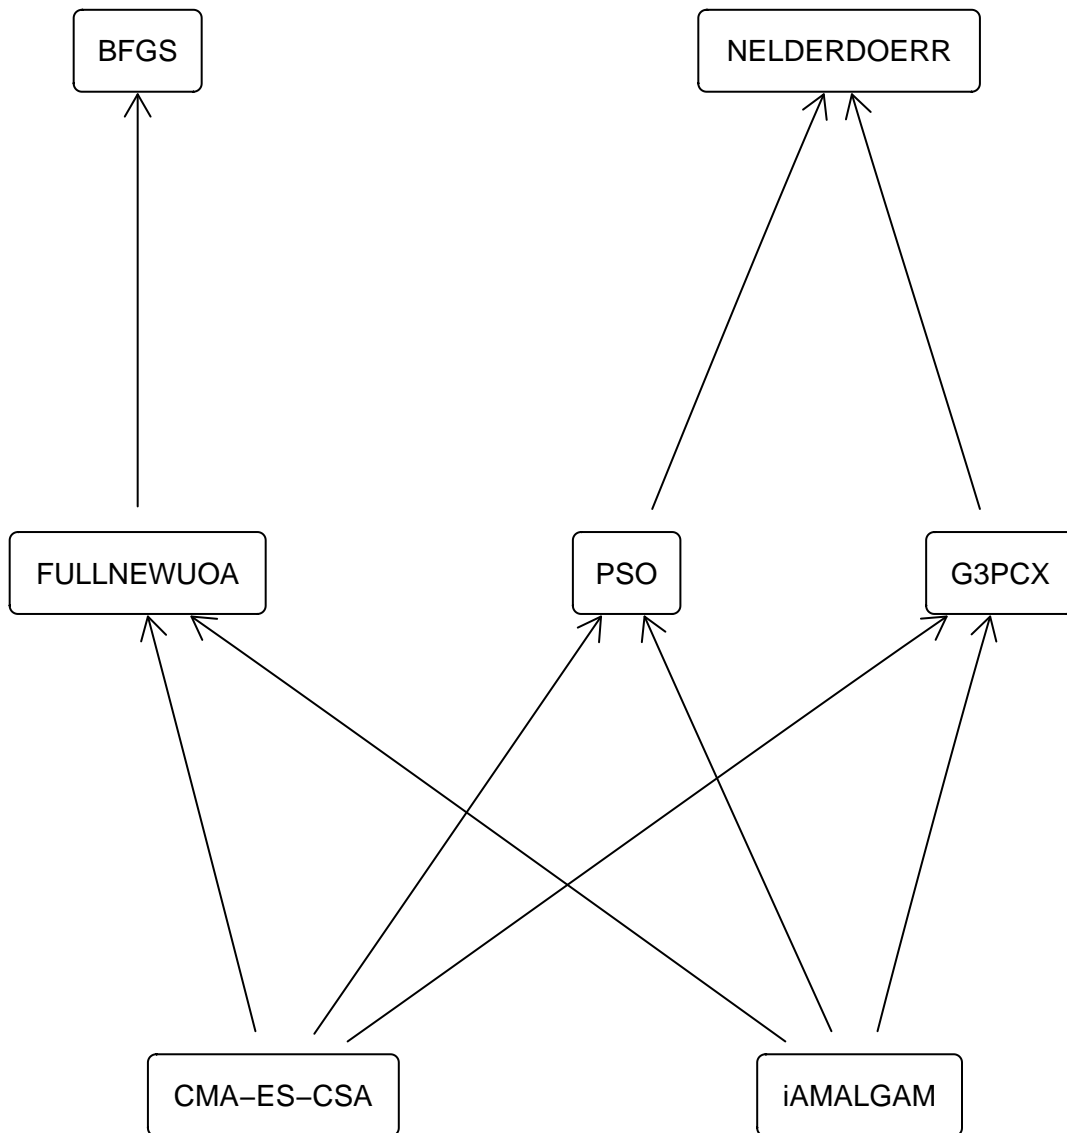 BFGS
NELDERDOERR
FULLNEWUOA
PSO
G3PCX
CMA−ES−CSA
iAMALGAM